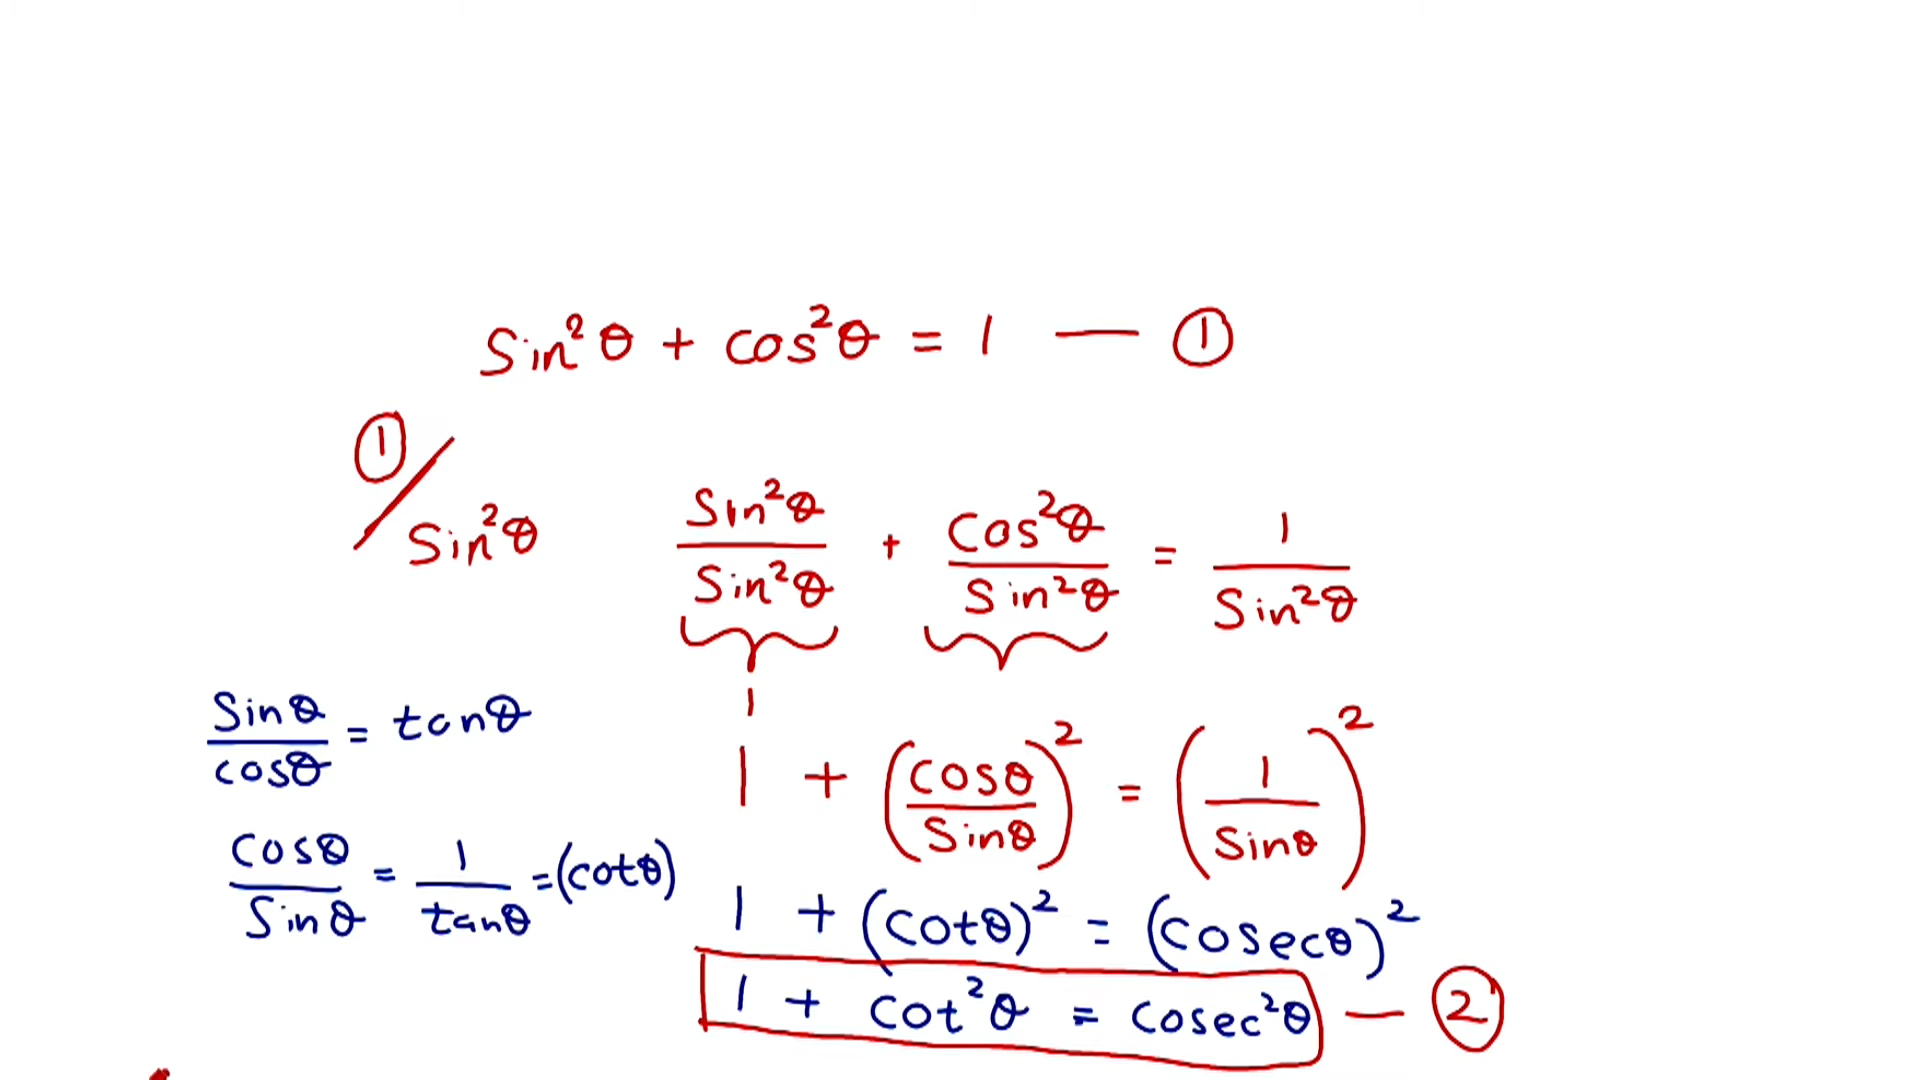 sin²θ + cos²θ = 1 — ①
①/sin²θ   sin²θ/sin²θ + cos²θ/sin²θ = 1/sin²θ
1
sinθ/cosθ = tanθ   1 + (cosθ/sinθ)² = (1/sinθ)²
cosθ/sinθ = 1/tanθ = (cotθ)   1 + (cotθ)² = (cosecθ)²
1 + cot²θ = cosec²θ — ②